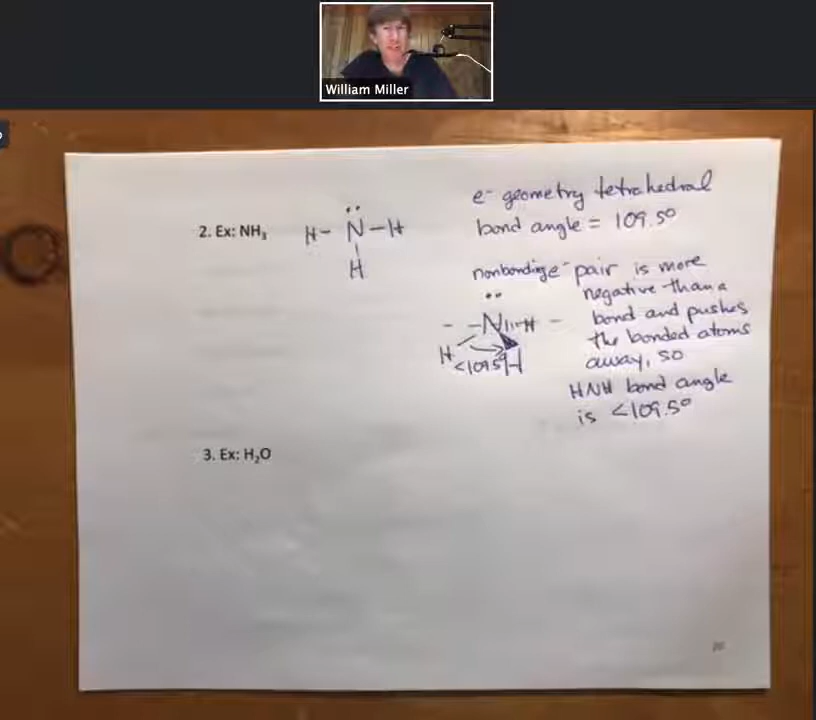 William Miller
2. Ex: NH₃
H- N̈ -H
H
e⁻ geometry tetrahedral
bond angle = 109.5°
nonbonding e⁻ pair is more
negative than a
bond and pushes
the bonded atoms
away, so
HNH bond angle
is <109.5°
N H
H <109.5° H
3. Ex: H₂O